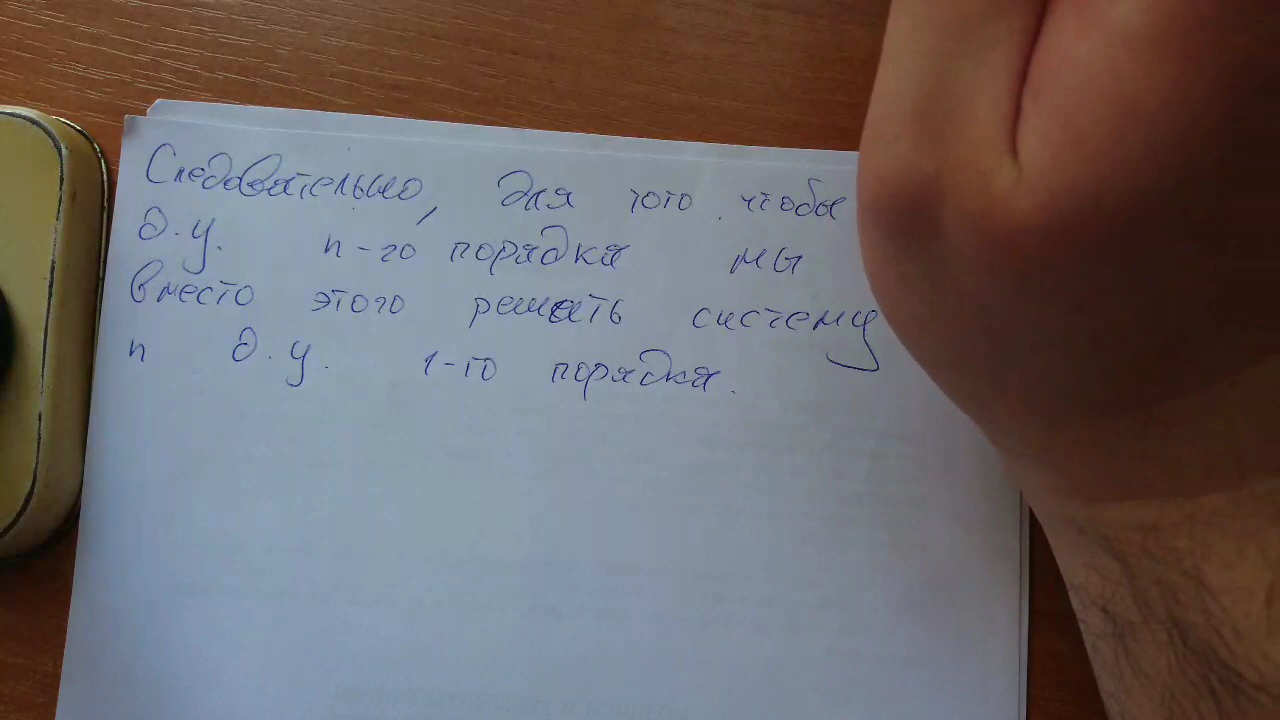 Следовательно, для того чтобы
д.у. n-го порядка мы
вместо этого решать систему
n д.у. 1-го порядка.